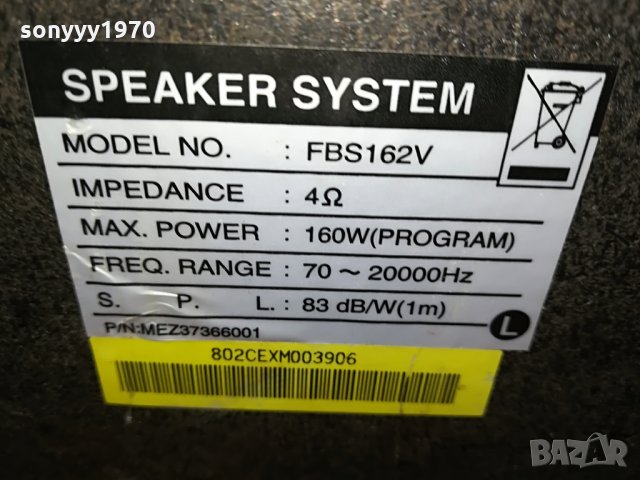 sonyyy1970
SPEAKER SYSTEM
MODEL NO. : FBS162V
IMPEDANCE : 4Ω
MAX. POWER : 160W(PROGRAM)
FREQ. RANGE : 70 ~ 20000Hz
S. P. L. : 83 dB/W(1m)
P/N:MEZ37366001
L
802CEXM003906
BAZAR